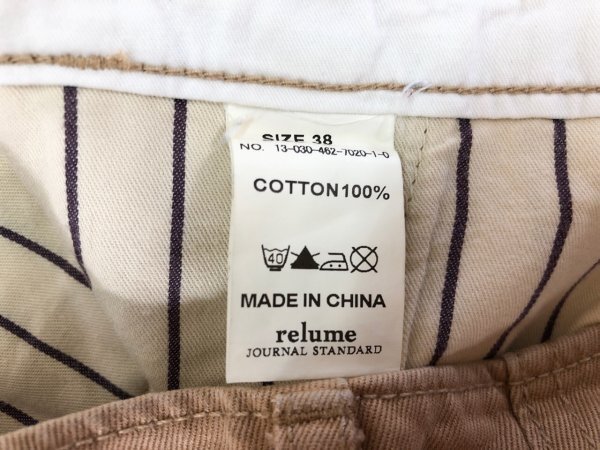 SIZE 38
NO. 13-030-462-7020-1-0
COTTON100%
40
MADE IN CHINA
relume
JOURNAL STANDARD